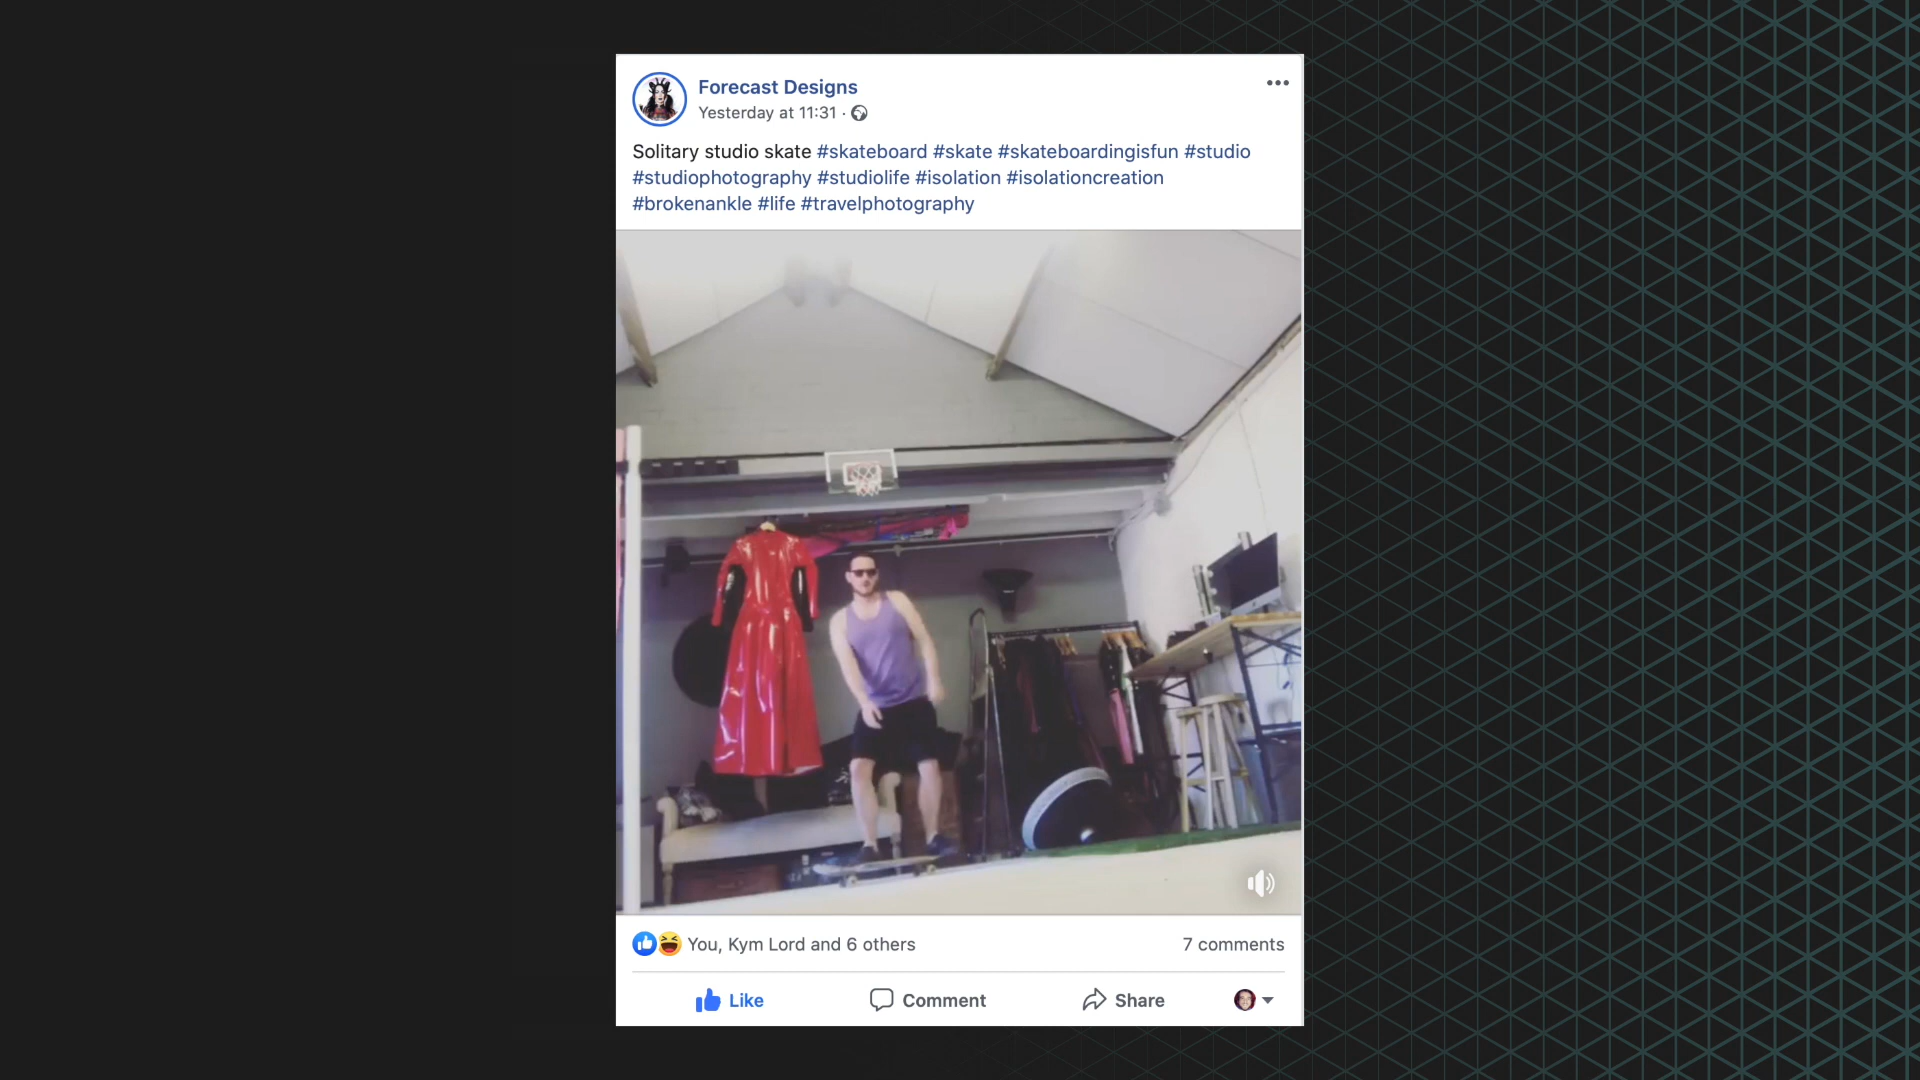 Forecast Designs
Yesterday at 11:31 ·
Solitary studio skate #skateboard #skate #skateboardingisfun #studio
#studiophotography #studiolife #isolation #isolationcreation
#brokenankle #life #travelphotography
You, Kym Lord and 6 others
7 comments
Like
Comment
Share